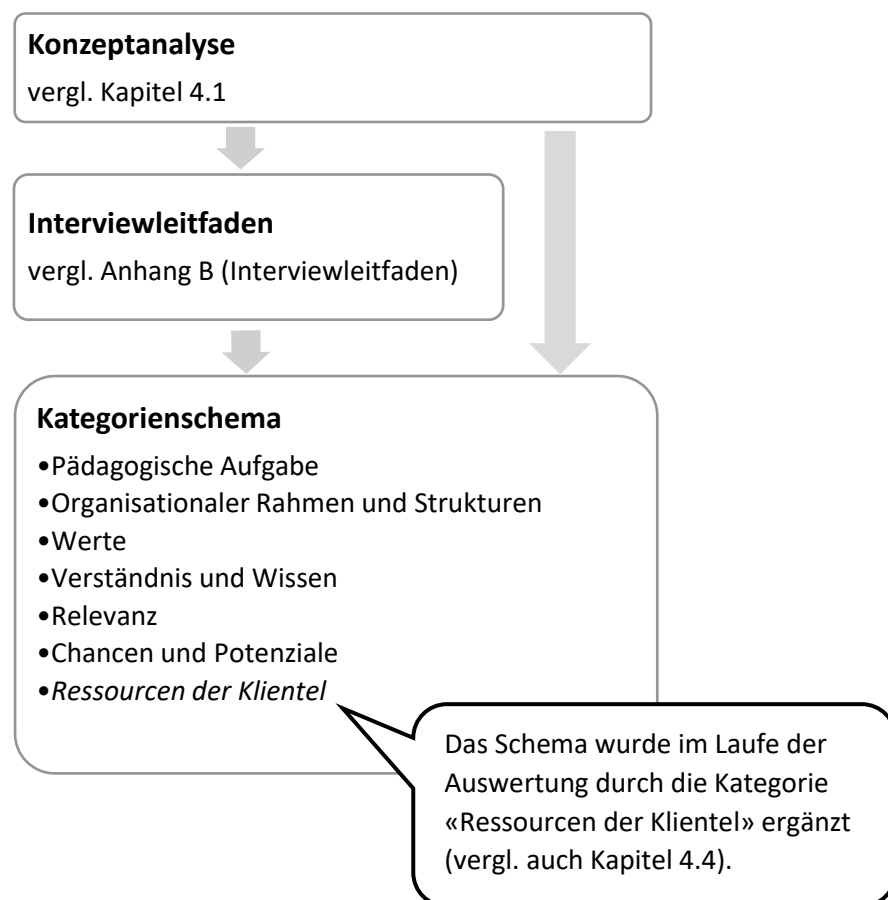 Konzeptanalyse
vergl. Kapitel 4.1
Interviewleitfaden
vergl. Anhang B (Interviewleitfaden)
Kategorienschema
•Pädagogische Aufgabe
•Organisationaler Rahmen und Strukturen
•Werte
•Verständnis und Wissen
•Relevanz
•Chancen und Potenziale
•Ressourcen der Klientel
Das Schema wurde im Laufe der
Auswertung durch die Kategorie
«Ressourcen der Klientel» ergänzt
(vergl. auch Kapitel 4.4).